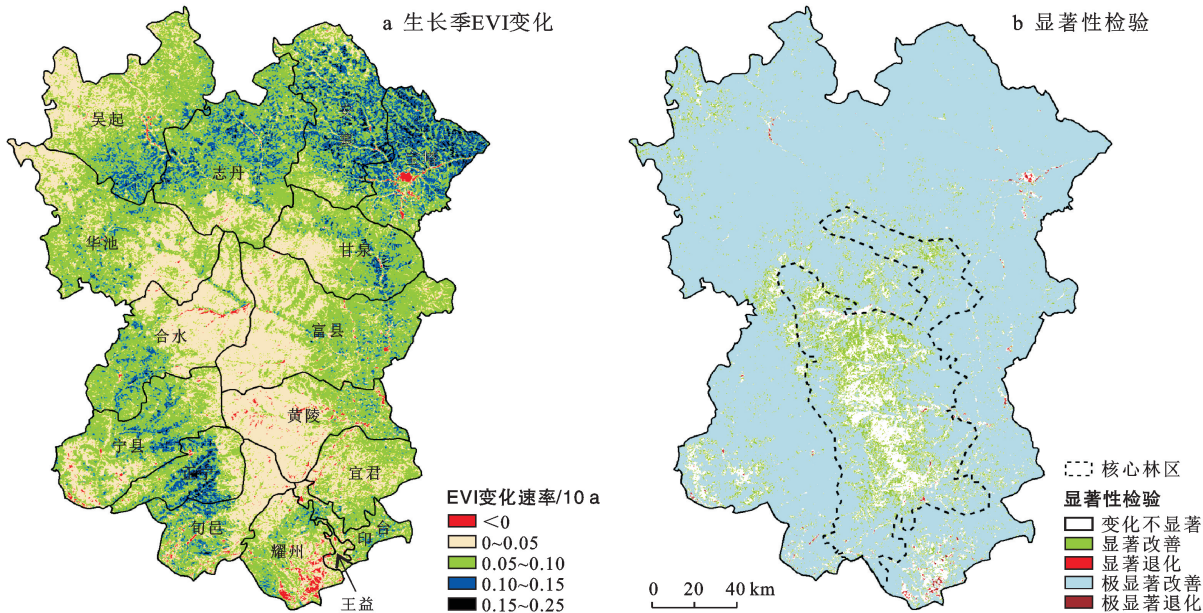 a 生长季EVI变化
吴起
志丹
华池
甘泉
合水
富县
黄陵
宁县
宜君
旬邑
耀州
印台
王益
EVI变化速率/10 a
<0
0~0.05
0.05~0.10
0.10~0.15
0.15~0.25
b 显著性检验
核心林区
显著性检验
变化不显著
显著改善
显著退化
极显著改善
极显著退化
0 20 40 km